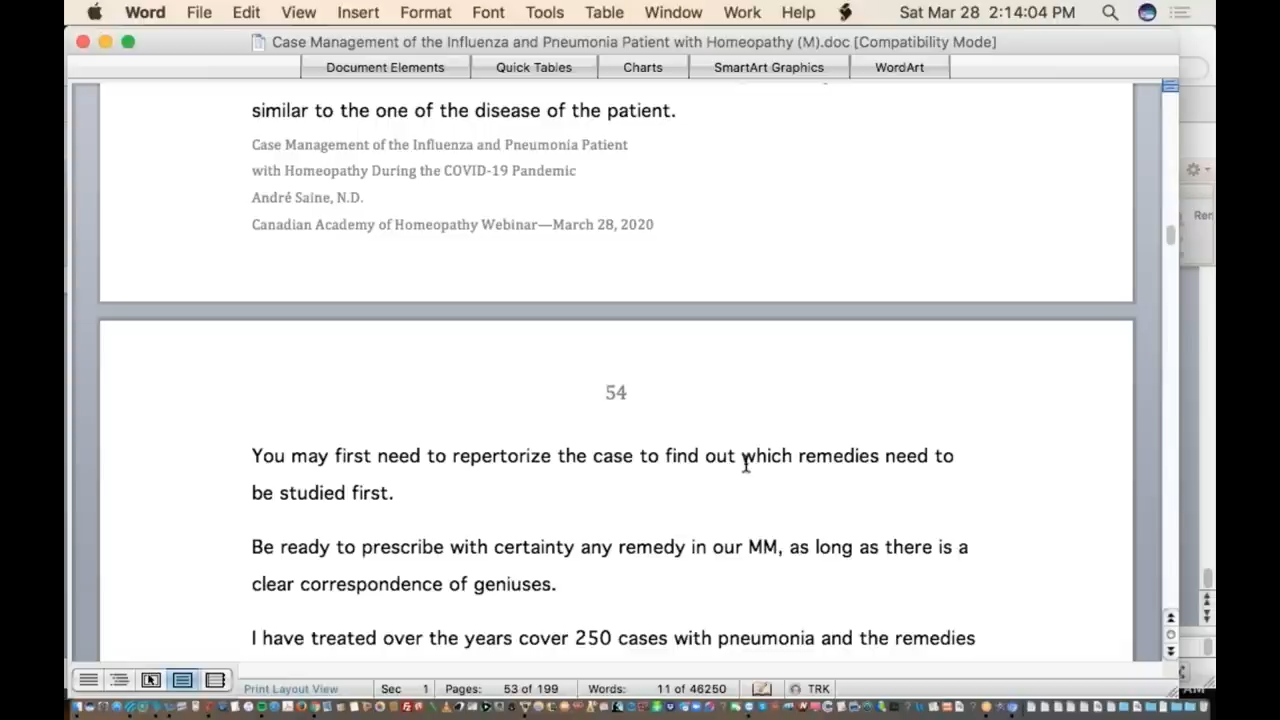 Word File Edit View Insert Format Font Tools Table Window Work Help Sat Mar 28 2:14:04 PM
Case Management of the Influenza and Pneumonia Patient with Homeopathy (M).doc [Compatibility Mode]
Document Elements Quick Tables Charts SmartArt Graphics WordArt
similar to the one of the disease of the patient.
Case Management of the Influenza and Pneumonia Patient
with Homeopathy During the COVID-19 Pandemic
André Saine, N.D.
Canadian Academy of Homeopathy Webinar—March 28, 2020
Ren
54
You may first need to repertorize the case to find out which remedies need to
be studied first.
Be ready to prescribe with certainty any remedy in our MM, as long as there is a
clear correspondence of geniuses.
I have treated over the years cover 250 cases with pneumonia and the remedies
Print Layout View Sec 1 Pages: 53 of 199 Words: 11 of 46250 TRK
AM